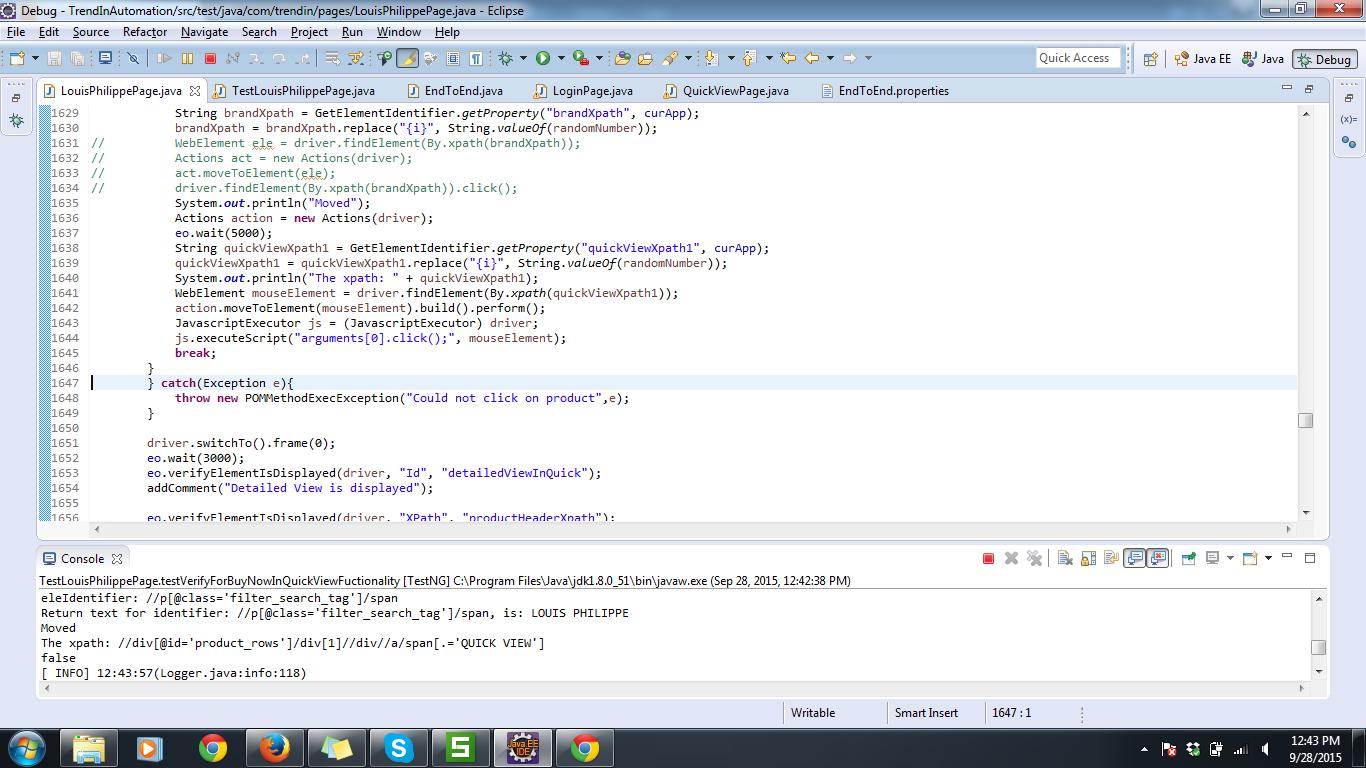 Debug - TrendInAutomation/src/test/java/com/trendin/pages/LouisPhilippePage.java - Eclipse
File Edit Source Refactor Navigate Search Project Run Window Help
Quick Access Java EE Java Debug
LouisPhilippePage.java TestLouisPhilippePage.java EndToEnd.java LoginPage.java QuickViewPage.java EndToEnd.properties
1629 String brandXpath = GetElementIdentifier.getProperty("brandXpath", curApp);
1630 brandXpath = brandXpath.replace("{i}", String.valueOf(randomNumber));
1631 // WebElement ele = driver.findElement(By.xpath(brandXpath));
1632 // Actions act = new Actions(driver);
1633 // act.moveToElement(ele);
1634 // driver.findElement(By.xpath(brandXpath)).click();
1635 System.out.println("Moved");
1636 Actions action = new Actions(driver);
1637 eo.wait(5000);
1638 String quickViewXpath1 = GetElementIdentifier.getProperty("quickViewXpath1", curApp);
1639 quickViewXpath1 = quickViewXpath1.replace("{i}", String.valueOf(randomNumber));
1640 System.out.println("The xpath: " + quickViewXpath1);
1641 WebElement mouseElement = driver.findElement(By.xpath(quickViewXpath1));
1642 action.moveToElement(mouseElement).build().perform();
1643 JavascriptExecutor js = (JavascriptExecutor) driver;
1644 js.executeScript("arguments[0].click();", mouseElement);
1645 break;
1646 }
1647 } catch(Exception e){
1648 throw new POMMethodExecException("Could not click on product",e);
1649 }
1650
1651 driver.switchTo().frame(0);
1652 eo.wait(3000);
1653 eo.verifyElementIsDisplayed(driver, "Id", "detailedViewInQuick");
1654 addComment("Detailed View is displayed");
1655
1656 eo.verifyElementIsDisplayed(driver, "XPath", "productHeaderXpath");
Console
TestLouisPhilippePage.testVerifyForBuyNowInQuickViewFuctionality [TestNG] C:\Program Files\Java\jdk1.8.0_51\bin\javaw.exe (Sep 28, 2015, 12:42:38 PM)
eleIdentifier: //p[@class='filter_search_tag']/span
Return text for identifier: //p[@class='filter_search_tag']/span, is: LOUIS PHILIPPE
Moved
The xpath: //div[@id='product_rows']/div[1]//div//a/span[.='QUICK VIEW']
false
[ INFO] 12:43:57(Logger.java:info:118)
Writable Smart Insert 1647 : 1
Java EE
IDE
12:43 PM
9/28/2015